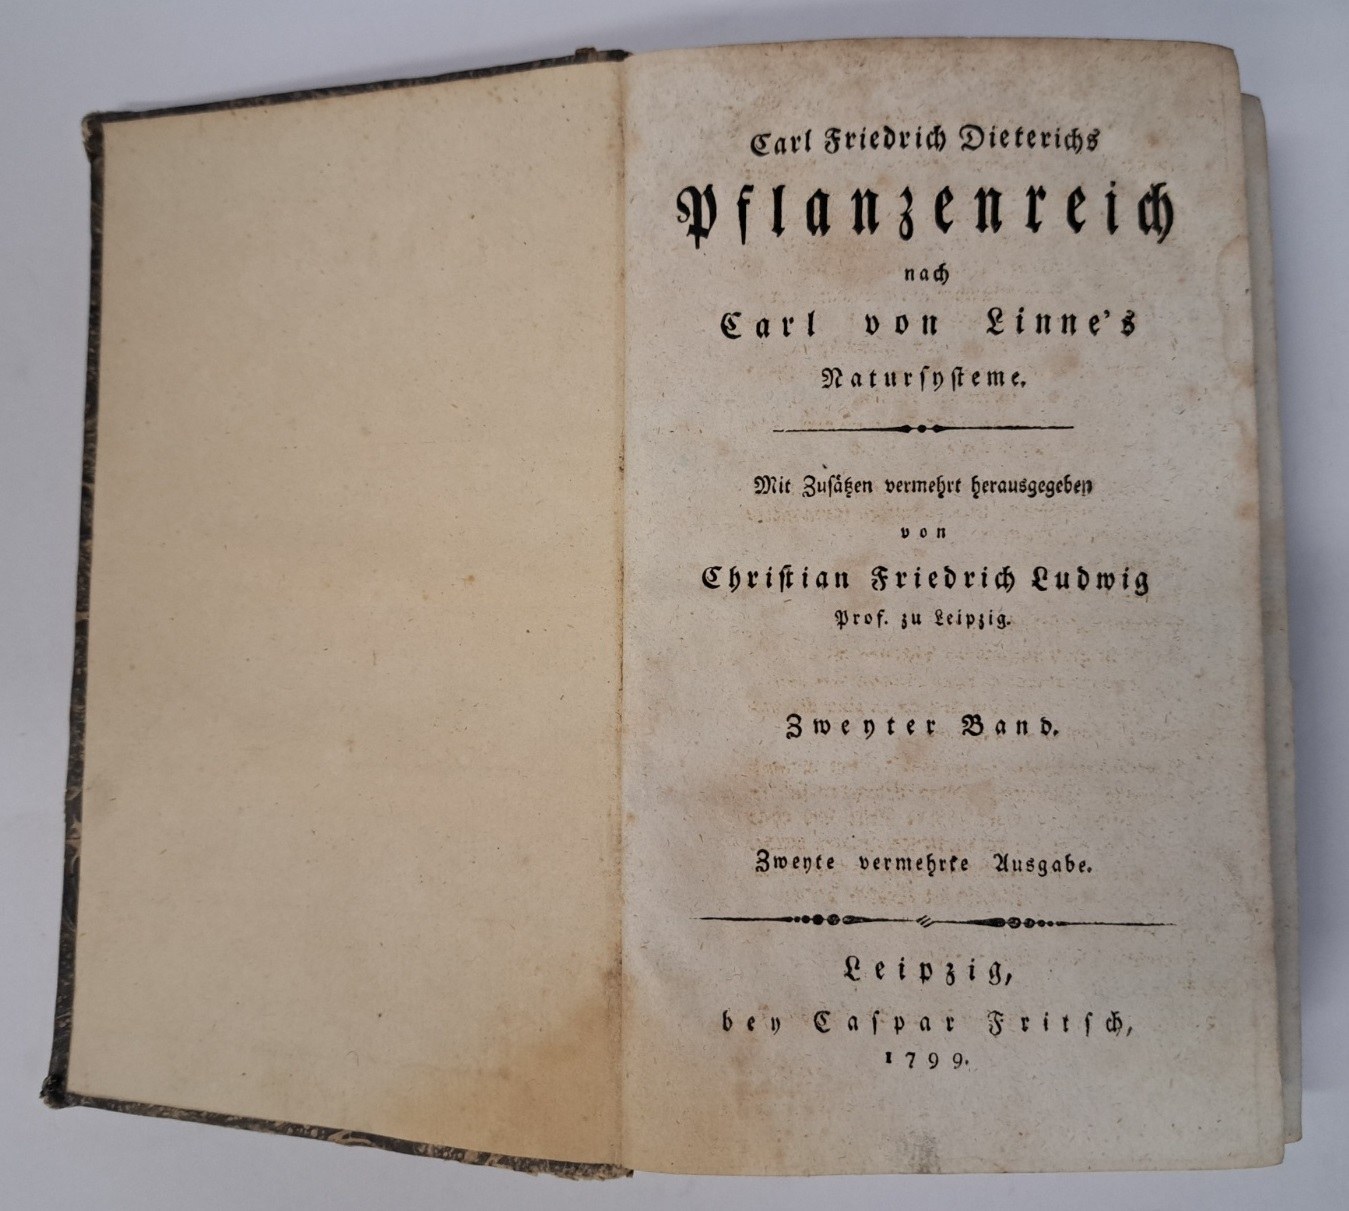 Carl Friedrich Dieterichs
Pflanzenreich
nach
Carl von Linne's
Naturſyſteme.
Mit Zuſätzen vermehrt herausgegeben
von
Chriſtian Friedrich Ludwig
Prof. zu Leipzig.
Zweyter Band.
Zweyte vermehrte Ausgabe.
Leipzig,
bey Caſpar Fritſch,
1799.